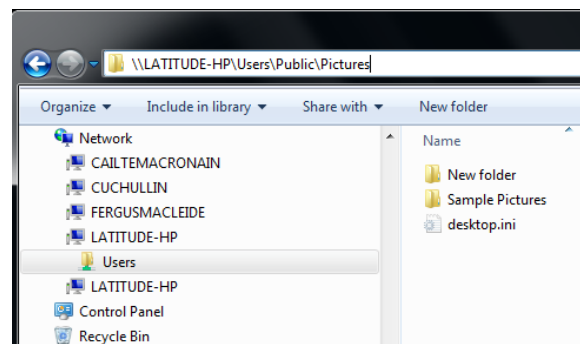 \\LATITUDE-HP\Users\Public\Pictures
Organize Include in library Share with New folder
Network
CAILTEMACRONAIN
CUCHULLIN
FERGUSMACLEIDE
LATITUDE-HP
Users
LATITUDE-HP
Control Panel
Recycle Bin
Name
New folder
Sample Pictures
desktop.ini